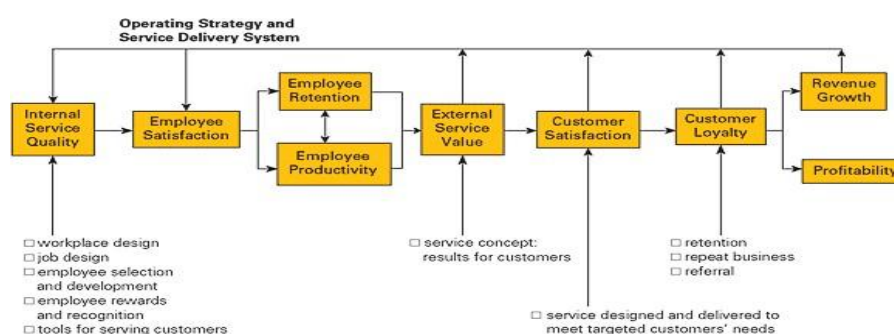 Operating Strategy and
Service Delivery System
Internal
Service
Quality
Employee
Satisfaction
Employee
Retention
Employee
Productivity
External
Service
Value
Customer
Satisfaction
Customer
Loyalty
Revenue
Growth
Profitability
□ workplace design
□ job design
□ employee selection
and development
□ employee rewards
and recognition
□ tools for serving customers
□ service concept:
results for customers
□ service designed and delivered to
meet targeted customers' needs
□ retention
□ repeat business
□ referral